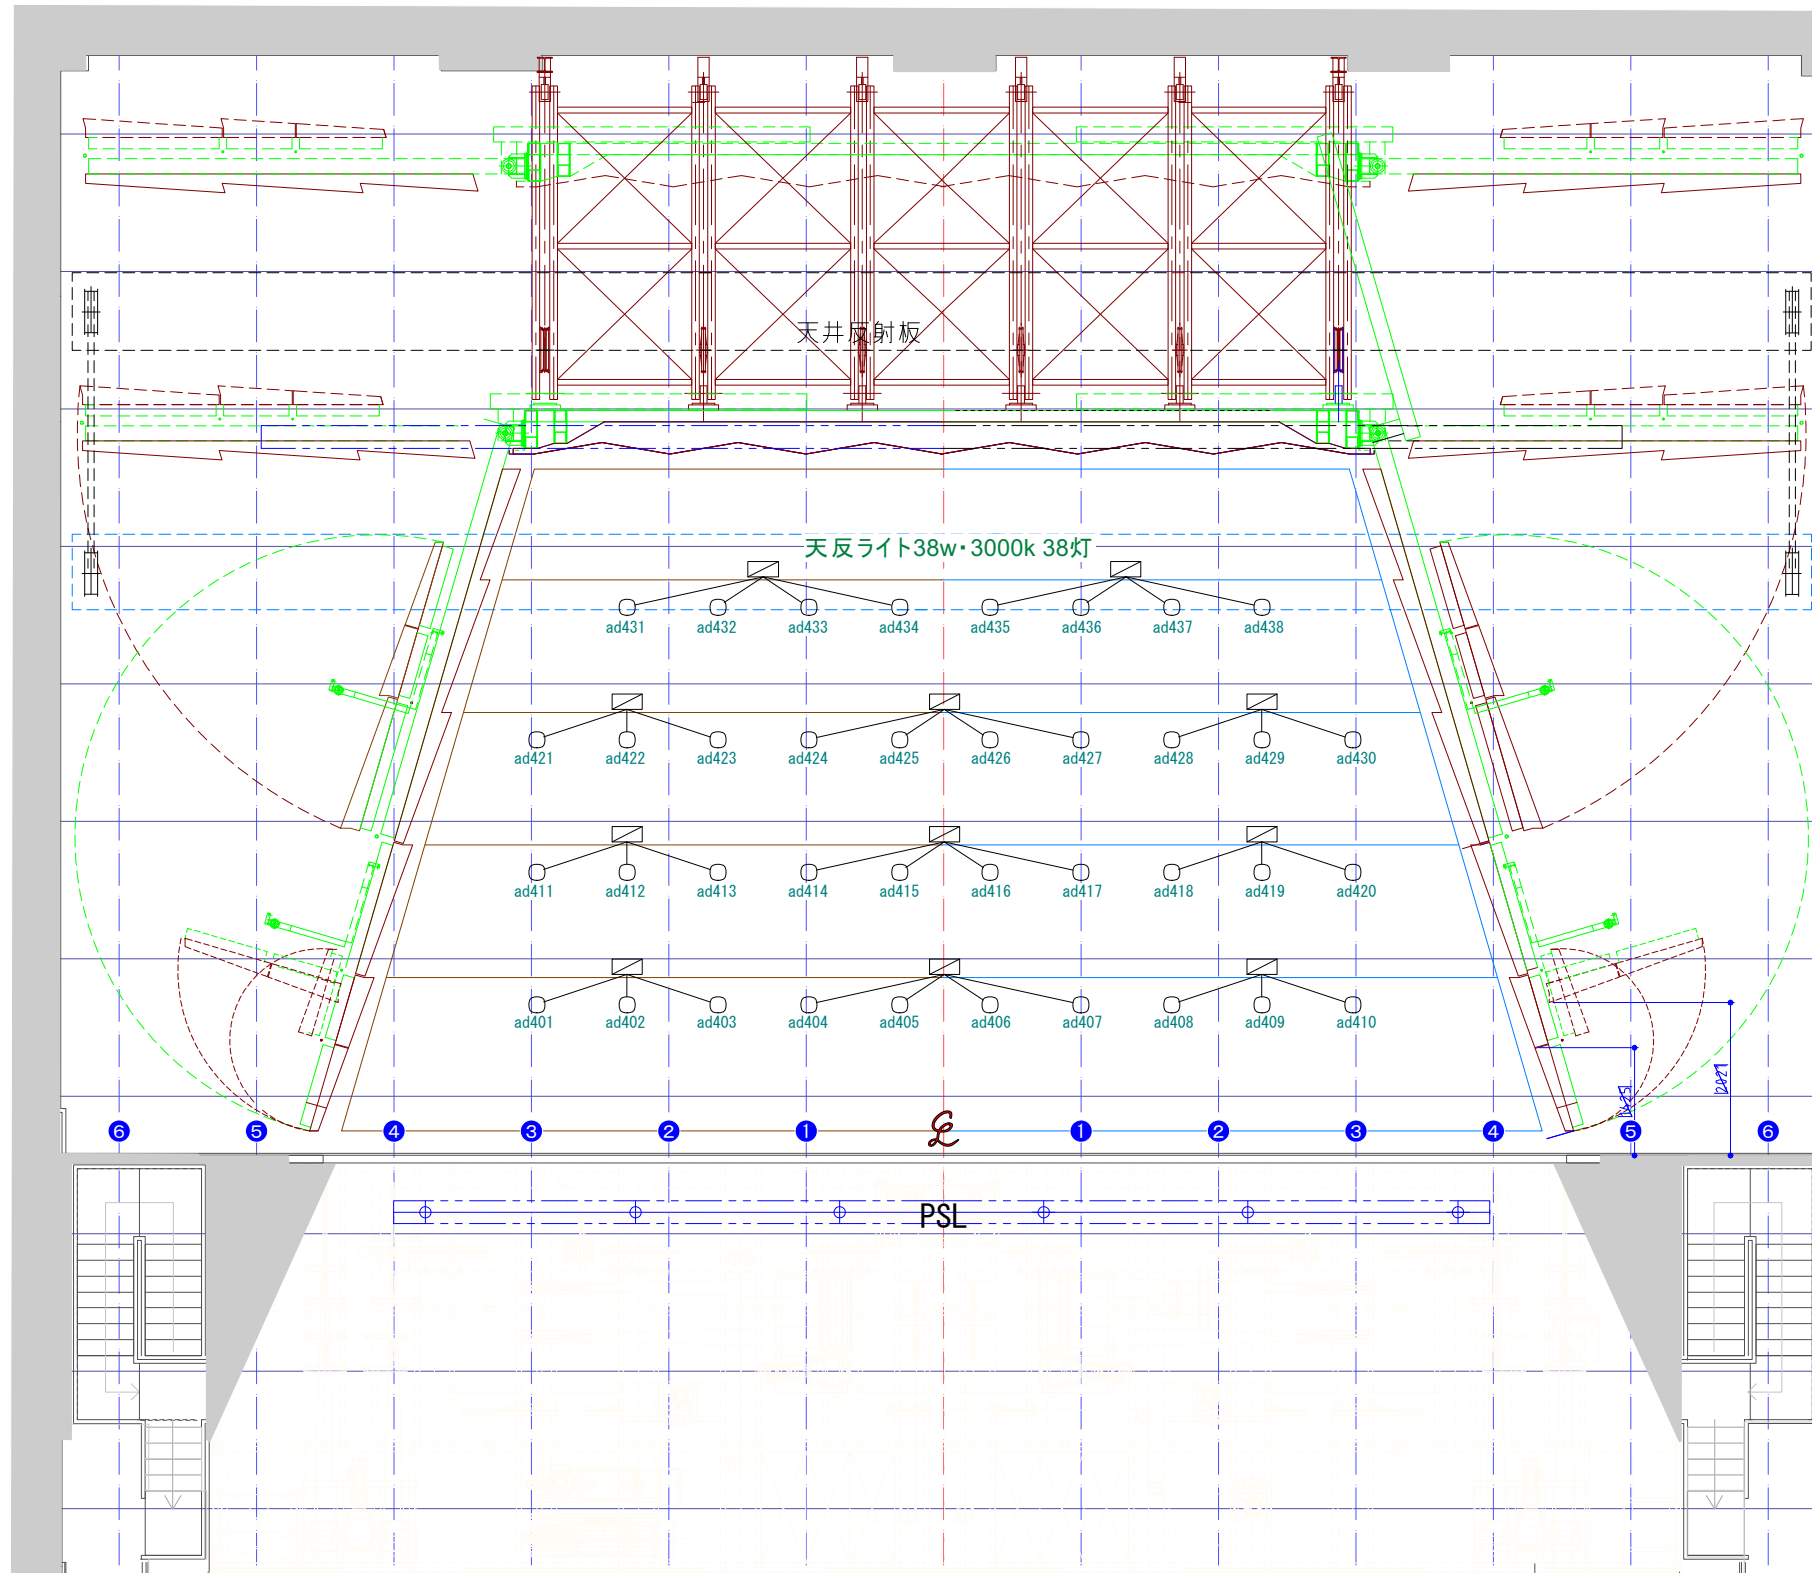 天井反射板
天反ライト38w・3000k 38灯
ad431 ad432 ad433 ad434 ad435 ad436 ad437 ad438
ad421 ad422 ad423 ad424 ad425 ad426 ad427 ad428 ad429 ad430
ad411 ad412 ad413 ad414 ad415 ad416 ad417 ad418 ad419 ad420
ad401 ad402 ad403 ad404 ad405 ad406 ad407 ad408 ad409 ad410
6 5 4 3 2 1 ℄ 1 2 3 4 5 6
PSL